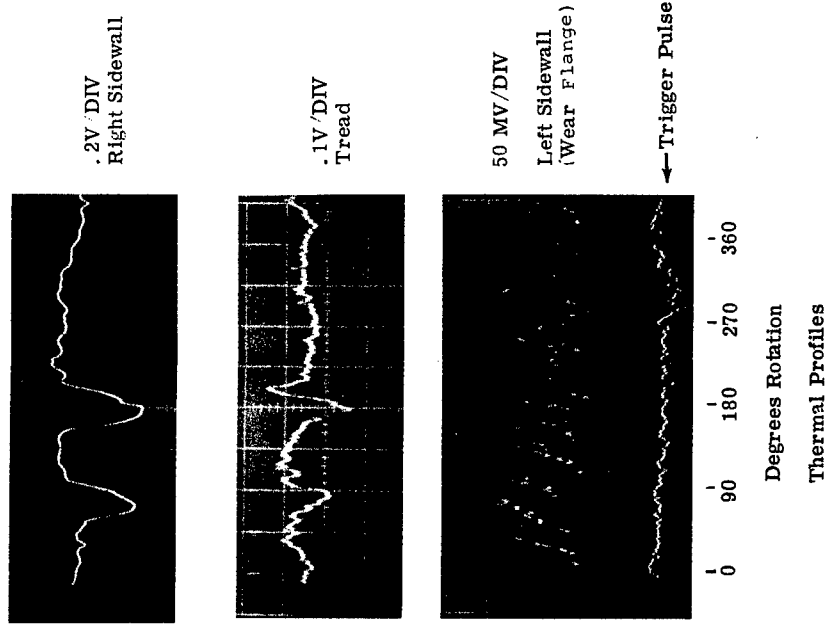 .2V/DIV
Right Sidewall
.1V/DIV
Tread
50 MV/DIV
Left Sidewall
(Wear Flange)
←Trigger Pulse
0
90
180
270
360
Degrees Rotation
Thermal Profiles